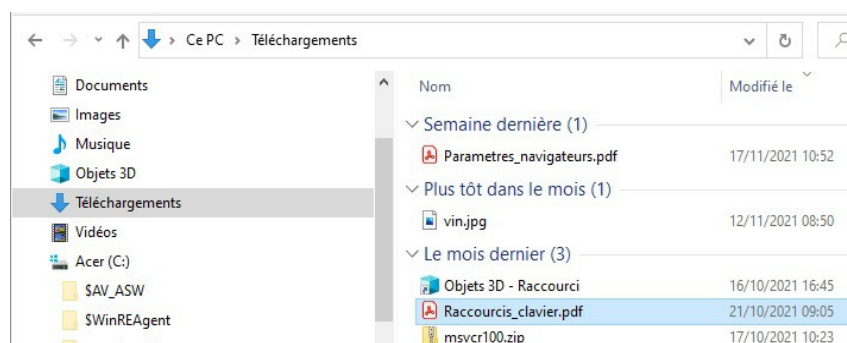 Ce PC > Téléchargements
Nom Modifié le
Documents
Images
Musique
Objets 3D
Téléchargements
Vidéos
Acer (C:)
$AV_ASW
$WinREAgent
Semaine dernière (1)
Parametres_navigateurs.pdf 17/11/2021 10:52
Plus tôt dans le mois (1)
vin.jpg 12/11/2021 08:50
Le mois dernier (3)
Objets 3D - Raccourci 16/10/2021 16:45
Raccourcis_clavier.pdf 21/10/2021 09:05
msvcr100.zip 17/10/2021 10:23